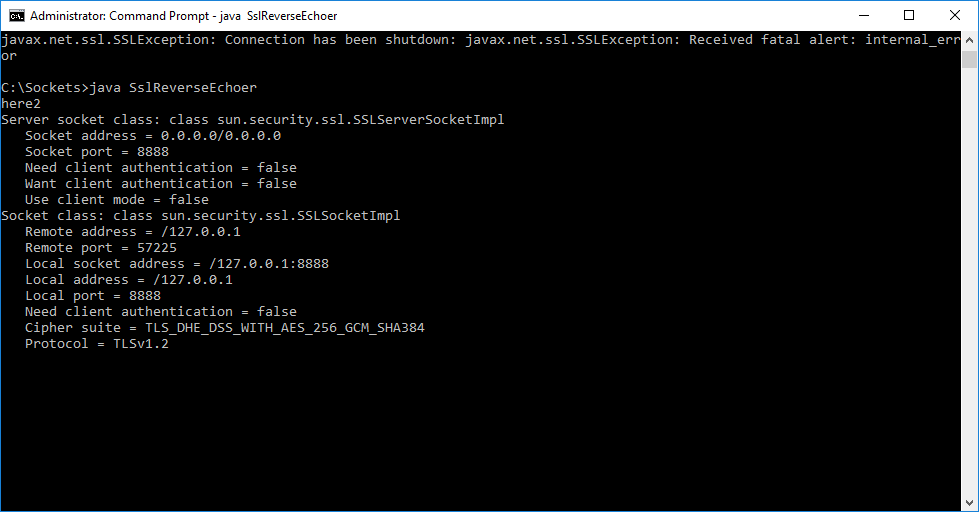 Administrator: Command Prompt - java SslReverseEchoer
javax.net.ssl.SSLException: Connection has been shutdown: javax.net.ssl.SSLException: Received fatal alert: internal_err
or
C:\Sockets>java SslReverseEchoer
here2
Server socket class: class sun.security.ssl.SSLServerSocketImpl
   Socket address = 0.0.0.0/0.0.0.0
   Socket port = 8888
   Need client authentication = false
   Want client authentication = false
   Use client mode = false
Socket class: class sun.security.ssl.SSLSocketImpl
   Remote address = /127.0.0.1
   Remote port = 57225
   Local socket address = /127.0.0.1:8888
   Local address = /127.0.0.1
   Local port = 8888
   Need client authentication = false
   Cipher suite = TLS_DHE_DSS_WITH_AES_256_GCM_SHA384
   Protocol = TLSv1.2